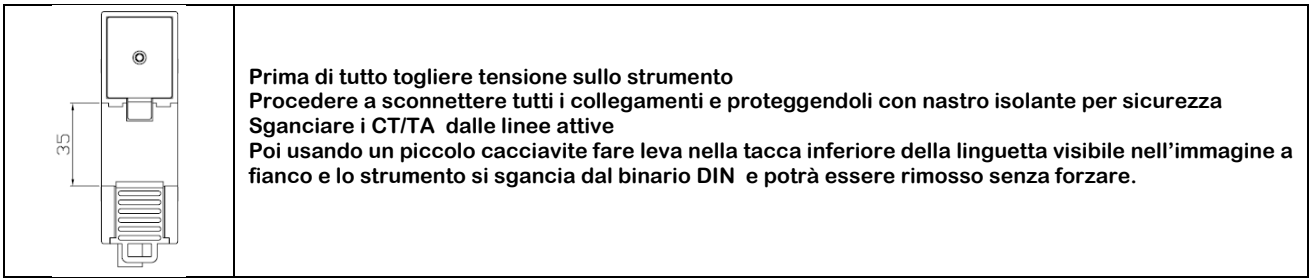 35
Prima di tutto togliere tensione sullo strumento
Procedere a sconnettere tutti i collegamenti e proteggendoli con nastro isolante per sicurezza
Sganciare i CT/TA  dalle linee attive
Poi usando un piccolo cacciavite fare leva nella tacca inferiore della linguetta visibile nell’immagine a
fianco e lo strumento si sgancia dal binario DIN  e potrà essere rimosso senza forzare.